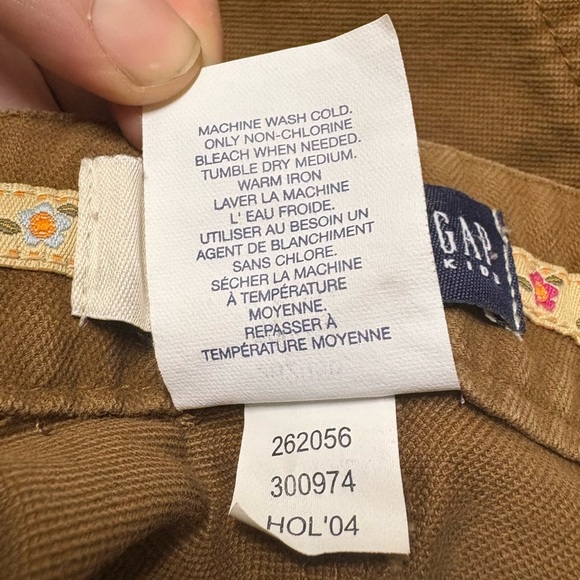 MACHINE WASH COLD.
ONLY NON-CHLORINE
BLEACH WHEN NEEDED.
TUMBLE DRY MEDIUM.
WARM IRON
LAVER LA MACHINE
L' EAU FROIDE.
UTILISER AU BESOIN UN
AGENT DE BLANCHIMENT
SANS CHLORE.
SÉCHER LA MACHINE
À TEMPÉRATURE
MOYENNE.
REPASSER À
TEMPÉRATURE MOYENNE
GAP
KIDS
262056
300974
HOL'04